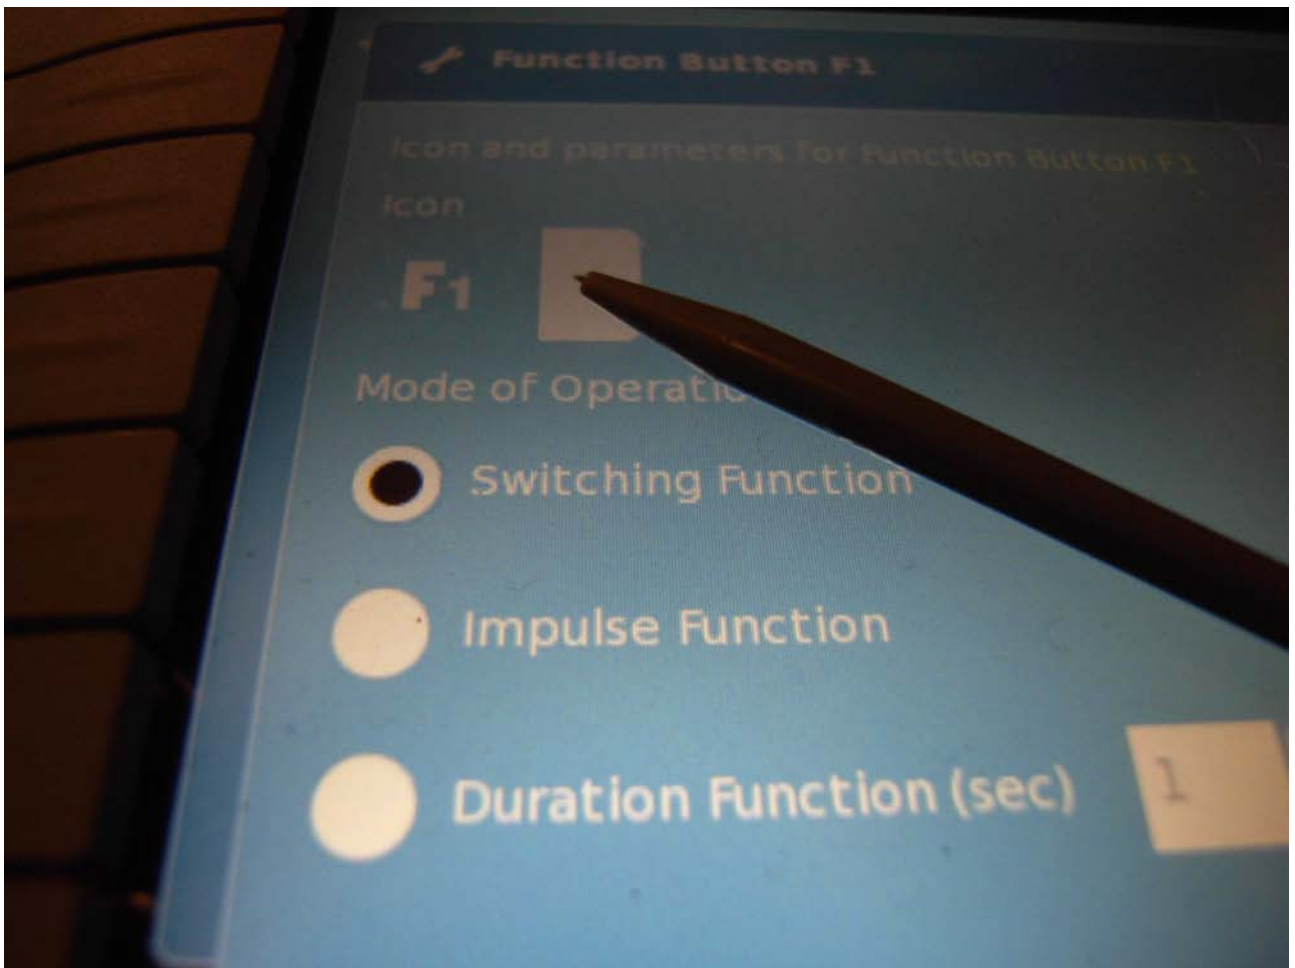 Function Button F1
Icon and parameters for Function Button F1
Icon
F1
Mode of Operatio
Switching Function
Impulse Function
Duration Function (sec) 1